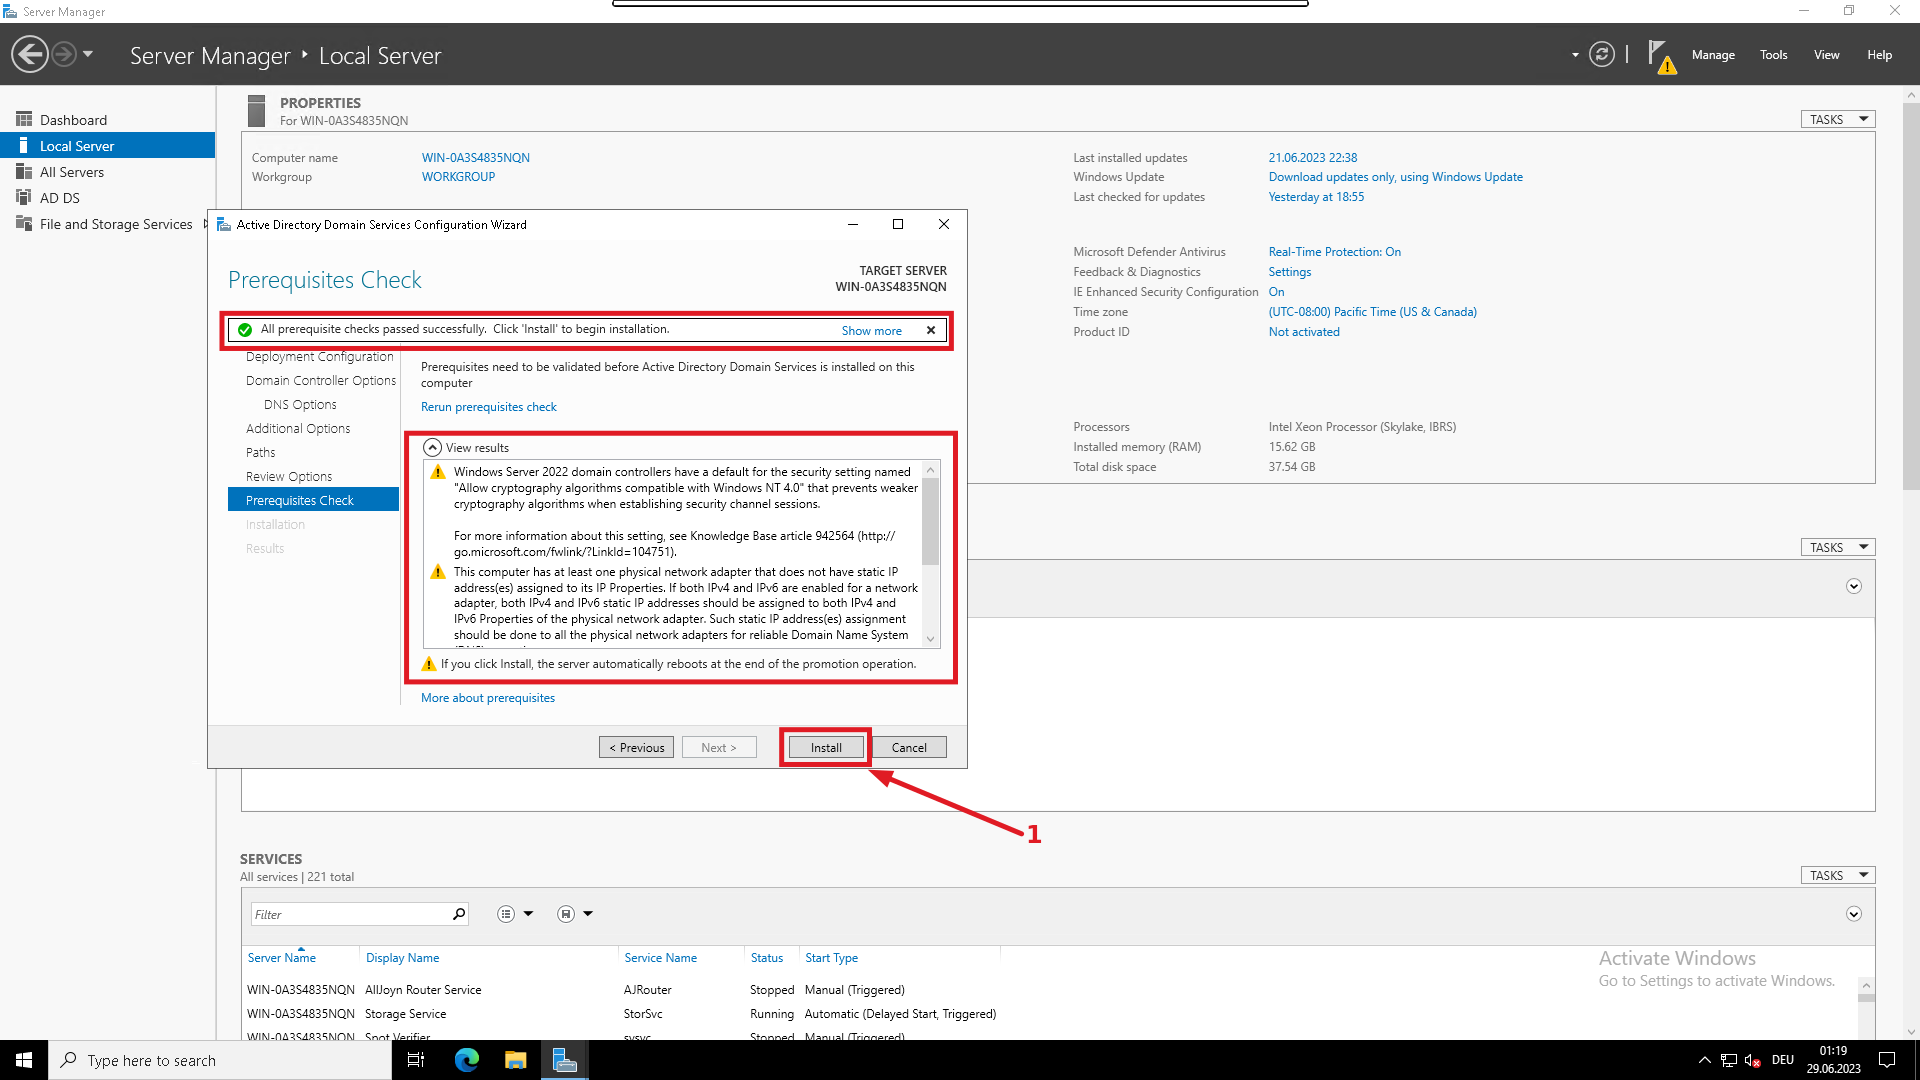 Server Manager
Server Manager ‣ Local Server
Manage
Tools
View
Help
Dashboard
Local Server
All Servers
AD DS
File and Storage Services
PROPERTIES
For WIN-0A3S4835NQN
TASKS
Computer name WIN-0A3S4835NQN
Workgroup WORKGROUP
Last installed updates 21.06.2023 22:38
Windows Update Download updates only, using Windows Update
Last checked for updates Yesterday at 18:55
Microsoft Defender Antivirus Real-Time Protection: On
Feedback & Diagnostics Settings
IE Enhanced Security Configuration On
Time zone (UTC-08:00) Pacific Time (US & Canada)
Product ID Not activated
Processors Intel Xeon Processor (Skylake, IBRS)
Installed memory (RAM) 15.62 GB
Total disk space 37.54 GB
TASKS
Active Directory Domain Services Configuration Wizard
Prerequisites Check
TARGET SERVER
WIN-0A3S4835NQN
All prerequisite checks passed successfully. Click 'Install' to begin installation.
Show more
Deployment Configuration
Domain Controller Options
DNS Options
Additional Options
Paths
Review Options
Prerequisites Check
Installation
Results
Prerequisites need to be validated before Active Directory Domain Services is installed on this
computer
Rerun prerequisites check
View results
Windows Server 2022 domain controllers have a default for the security setting named
"Allow cryptography algorithms compatible with Windows NT 4.0" that prevents weaker
cryptography algorithms when establishing security channel sessions.
For more information about this setting, see Knowledge Base article 942564 (http://
go.microsoft.com/fwlink/?LinkId=104751).
This computer has at least one physical network adapter that does not have static IP
address(es) assigned to its IP Properties. If both IPv4 and IPv6 are enabled for a network
adapter, both IPv4 and IPv6 static IP addresses should be assigned to both IPv4 and
IPv6 Properties of the physical network adapter. Such static IP address(es) assignment
should be done to all the physical network adapters for reliable Domain Name System
If you click Install, the server automatically reboots at the end of the promotion operation.
More about prerequisites
< Previous
Next >
Install
Cancel
1
SERVICES
All services | 221 total
TASKS
Filter
Server Name Display Name Service Name Status Start Type
WIN-0A3S4835NQN AllJoyn Router Service AJRouter Stopped Manual (Triggered)
WIN-0A3S4835NQN Storage Service StorSvc Running Automatic (Delayed Start, Triggered)
WIN-0A3S4835NQN Spot Verifier svsvc Stopped Manual (Triggered)
Activate Windows
Go to Settings to activate Windows.
Type here to search
DEU
01:19
29.06.2023